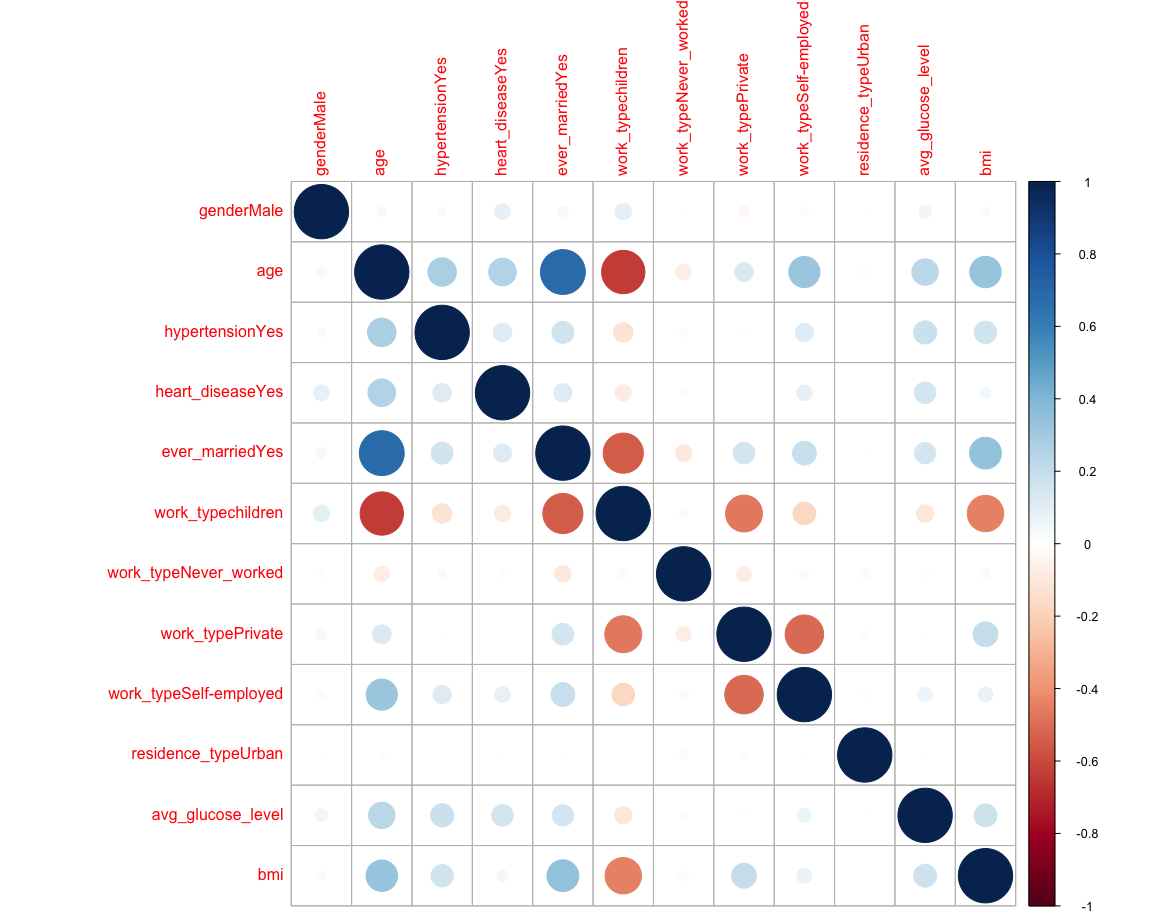 genderMale
age
hypertensionYes
heart_diseaseYes
ever_marriedYes
work_typechildren
work_typeNever_worked
work_typePrivate
work_typeSelf-employed
residence_typeUrban
avg_glucose_level
bmi
genderMale
age
hypertensionYes
heart_diseaseYes
ever_marriedYes
work_typechildren
work_typeNever_worked
work_typePrivate
work_typeSelf-employed
residence_typeUrban
avg_glucose_level
bmi
1
0.8
0.6
0.4
0.2
0
-0.2
-0.4
-0.6
-0.8
-1